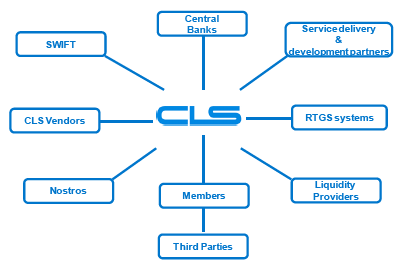 Central
Banks
Service delivery
&
development partners
SWIFT
CLS
CLS Vendors
RTGS systems
Nostros
Members
Liquidity
Providers
Third Parties